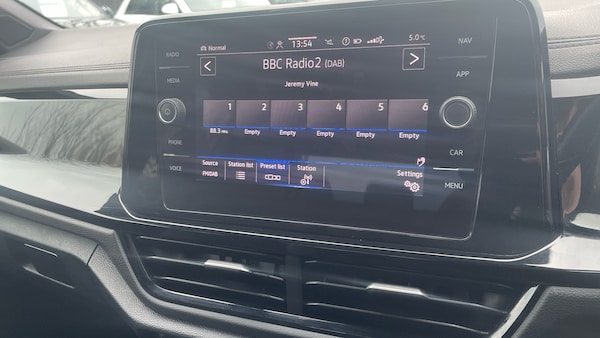 Normal 13:54 5.0°C
RADIO NAV
BBC Radio2 (DAB)
MEDIA APP
Jeremy Vine
1 2 3 4 5 6
88.3 MHz Empty Empty Empty Empty Empty
PHONE CAR
Source Station list Preset list Station Settings
FM/DAB
VOICE MENU